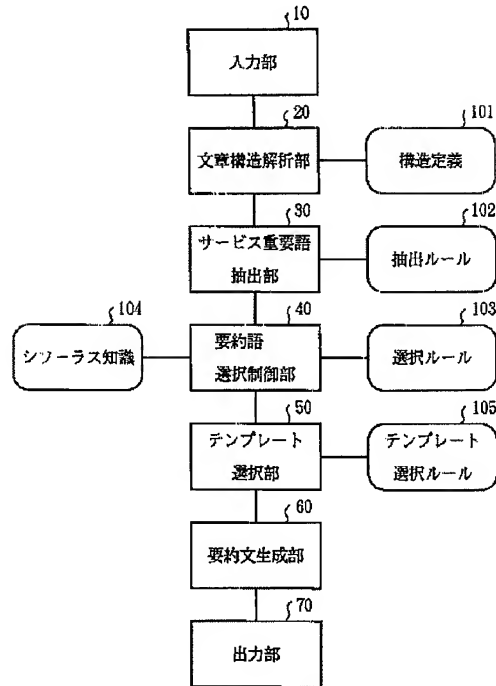 10
入力部
20
文章構造解析部
101
構造定義
30
サービス重要語
抽出部
102
抽出ルール
104
シソーラス知識
40
要約語
選択制御部
103
選択ルール
50
テンプレート
選択部
105
テンプレート
選択ルール
60
要約文生成部
70
出力部